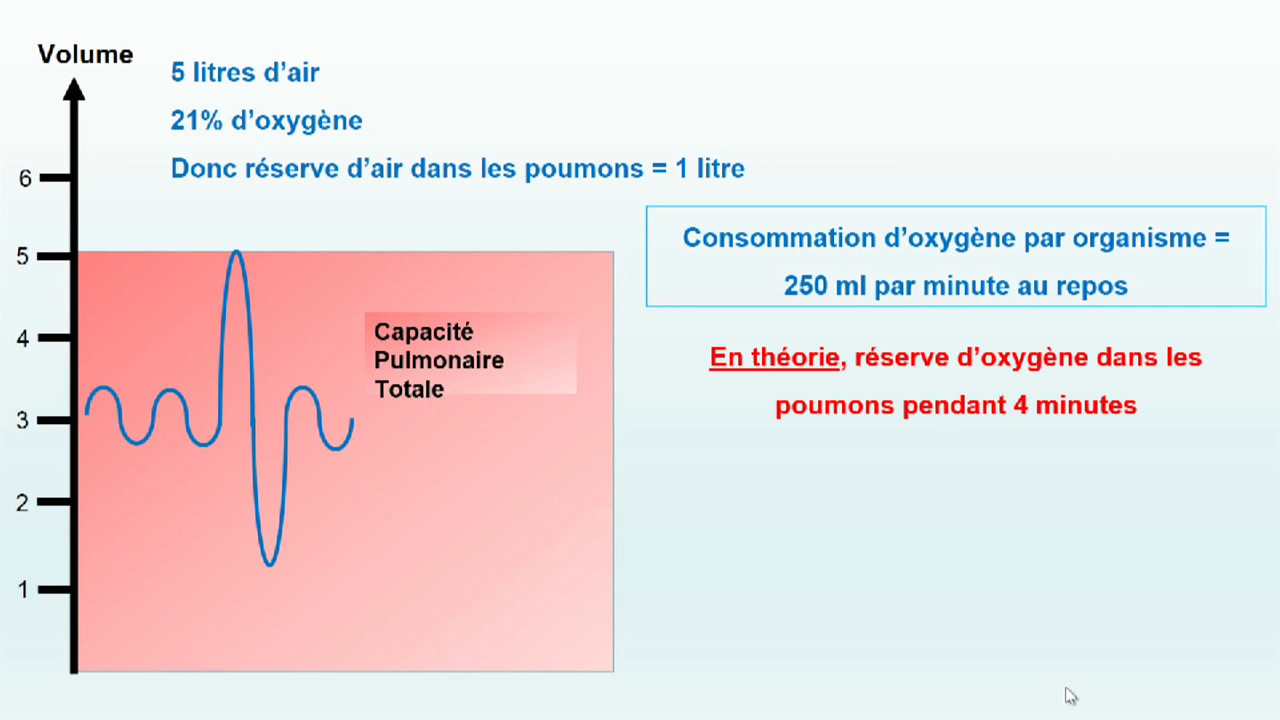 Volume
5 litres d’air
21% d’oxygène
Donc réserve d’air dans les poumons = 1 litre
6
5
4
3
2
1
Consommation d’oxygène par organisme =
250 ml par minute au repos
En théorie, réserve d’oxygène dans les
poumons pendant 4 minutes
Capacité
Pulmonaire
Totale